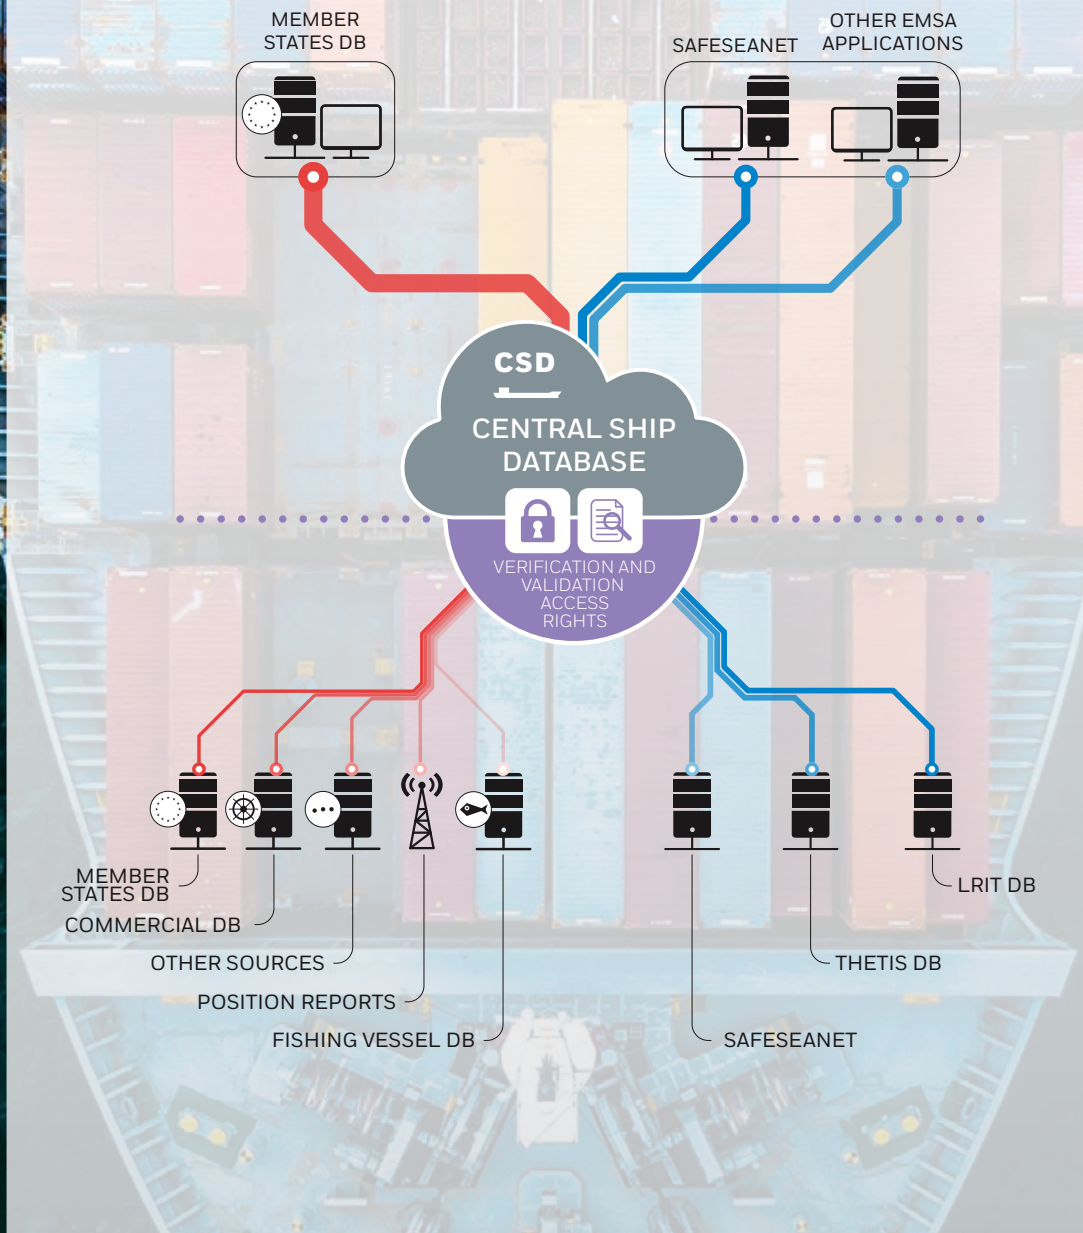 MEMBER
STATES DB
SAFESEANET
OTHER EMSA
APPLICATIONS
CSD
CENTRAL SHIP
DATABASE
VERIFICATION AND
VALIDATION
ACCESS
RIGHTS
MEMBER
STATES DB
COMMERCIAL DB
OTHER SOURCES
POSITION REPORTS
FISHING VESSEL DB
SAFESEANET
THETIS DB
LRIT DB